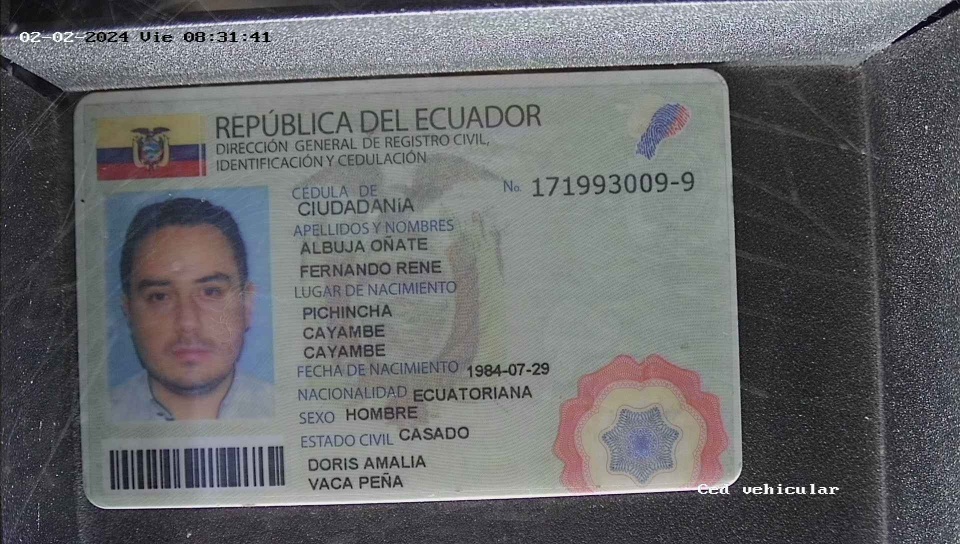 02-02-2024 Vie 08:31:41
REPÚBLICA DEL ECUADOR
DIRECCIÓN GENERAL DE REGISTRO CIVIL,
IDENTIFICACIÓN Y CEDULACIÓN
CÉDULA DE
CIUDADANíA
No. 171993009-9
APELLIDOS Y NOMBRES
ALBUJA OÑATE
FERNANDO RENE
LUGAR DE NACIMIENTO
PICHINCHA
CAYAMBE
CAYAMBE
FECHA DE NACIMIENTO 1984-07-29
NACIONALIDAD ECUATORIANA
SEXO HOMBRE
ESTADO CIVIL CASADO
DORIS AMALIA
VACA PEÑA
Ced vehicular